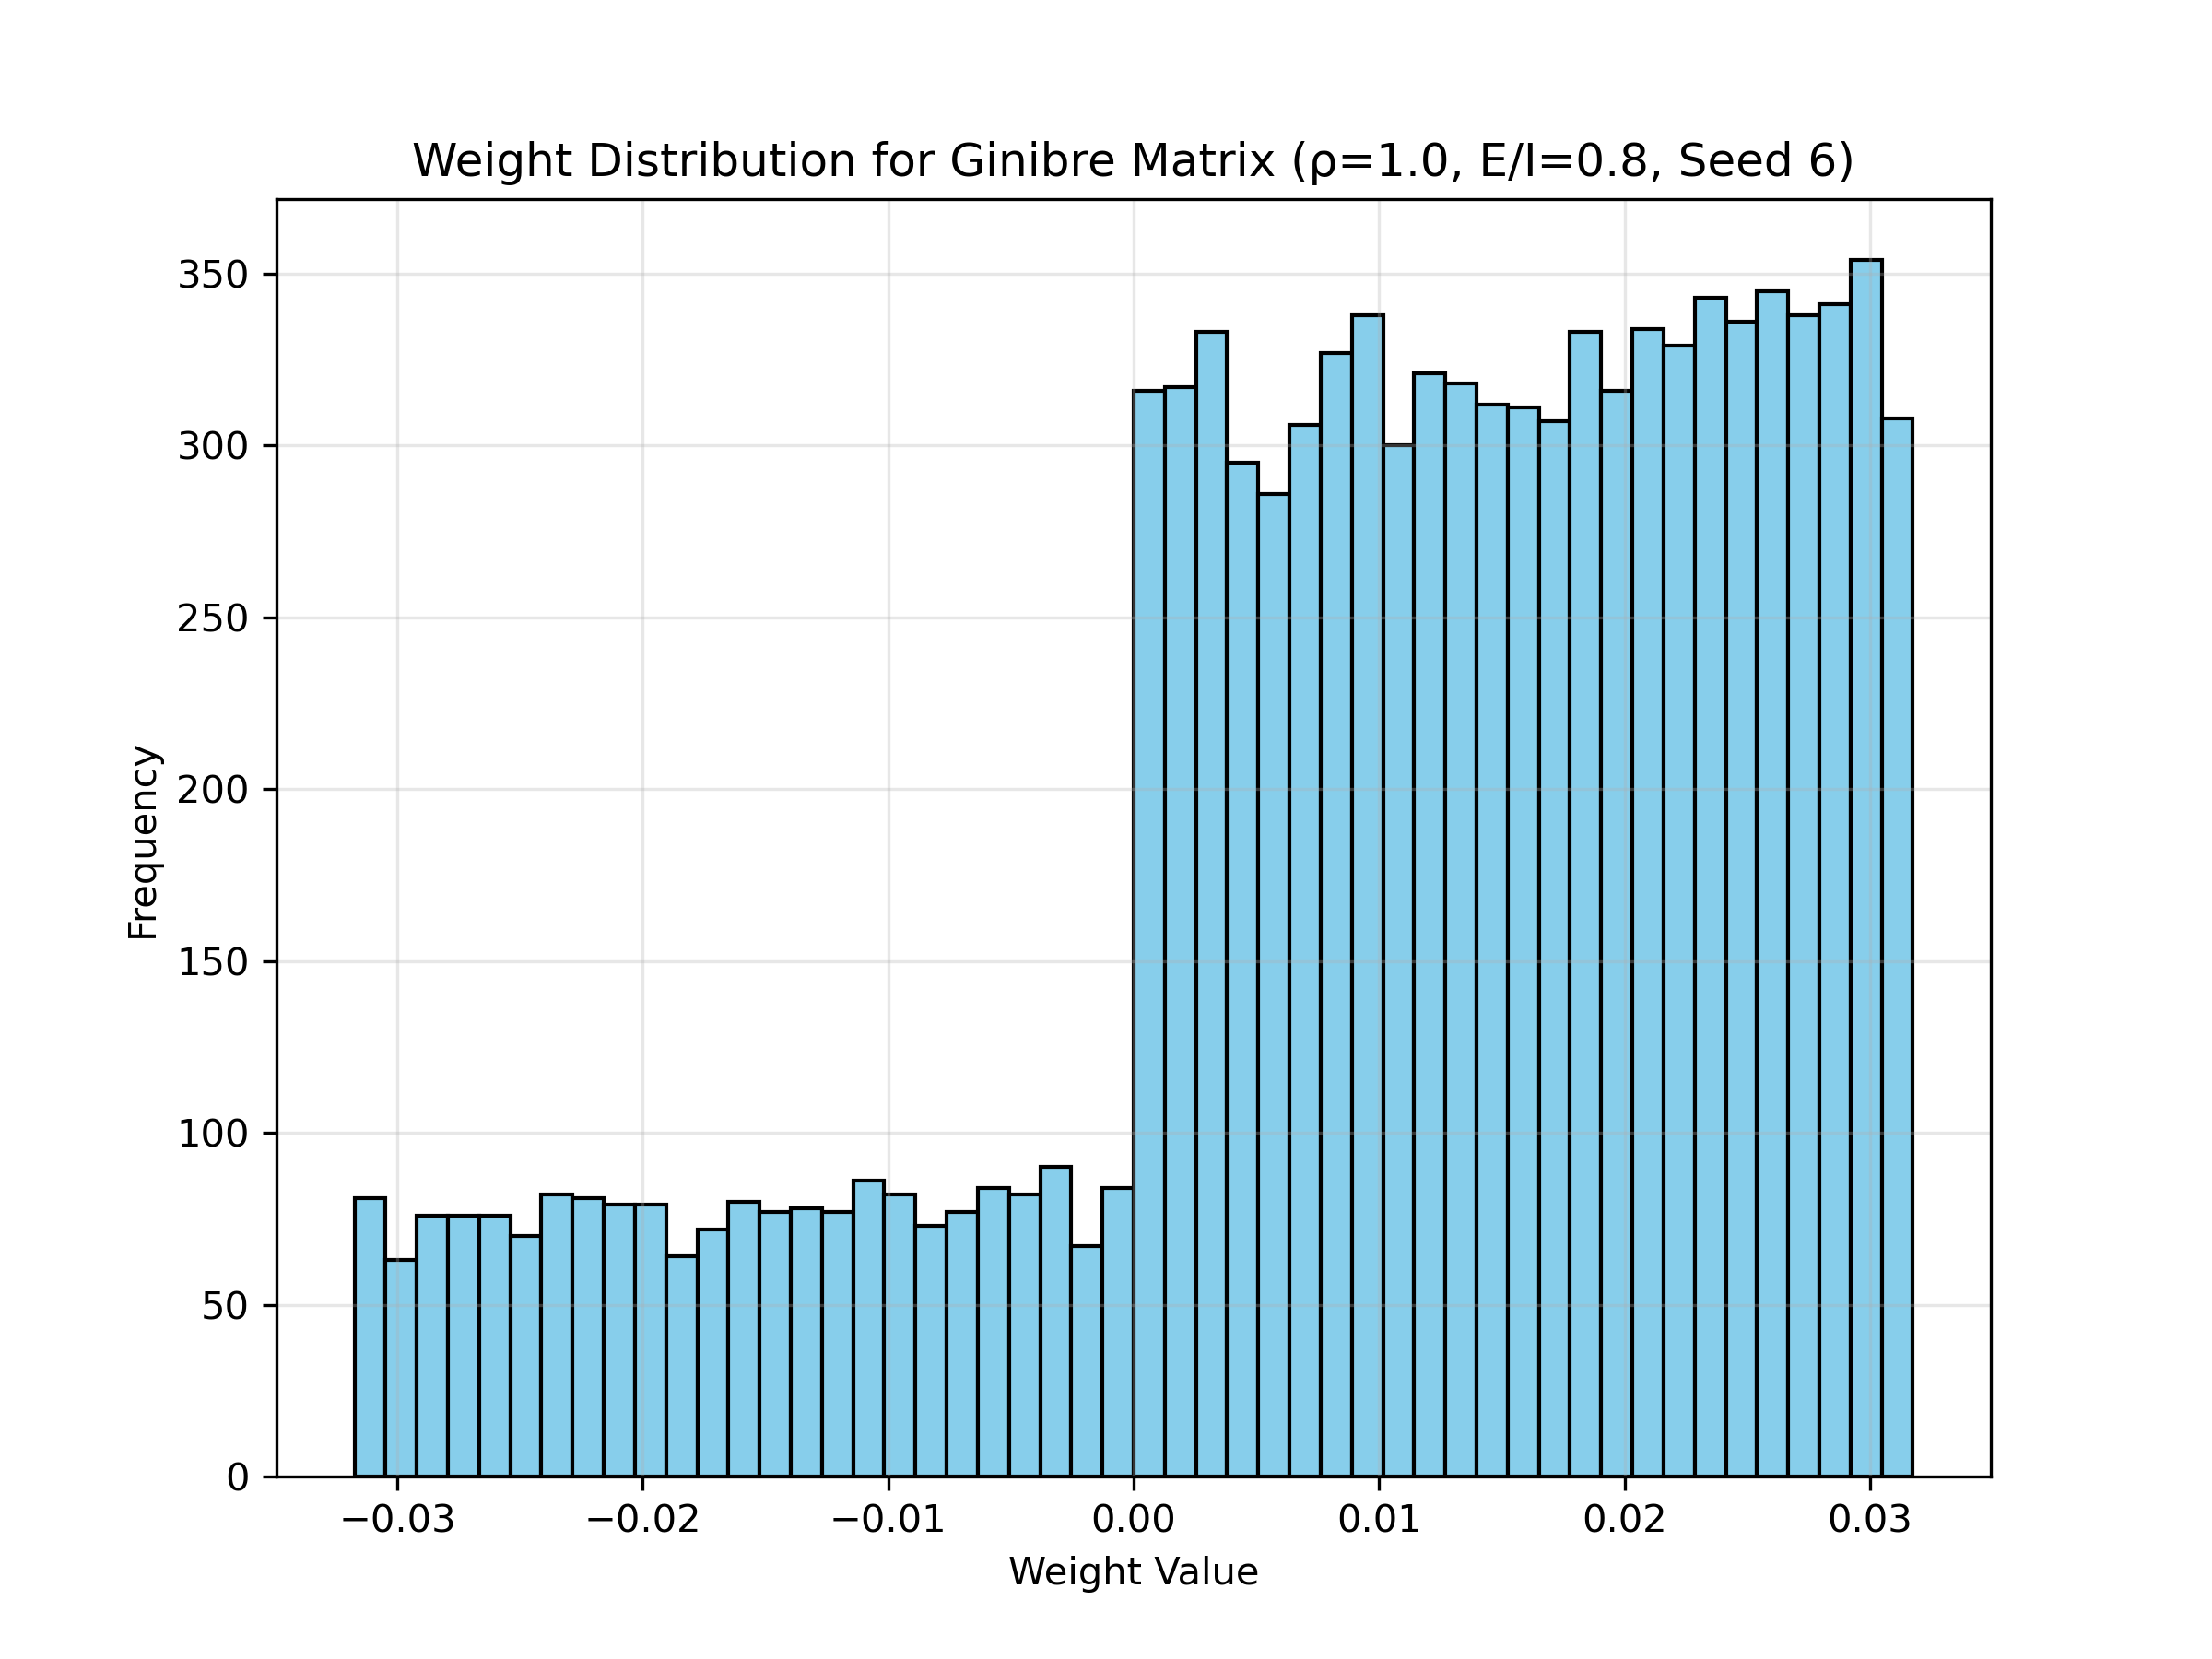 Weight Distribution for Ginibre Matrix (ρ=1.0, E/I=0.8, Seed 6)
Frequency
350
300
250
200
150
100
50
0
−0.03 −0.02 −0.01 0.00 0.01 0.02 0.03
Weight Value